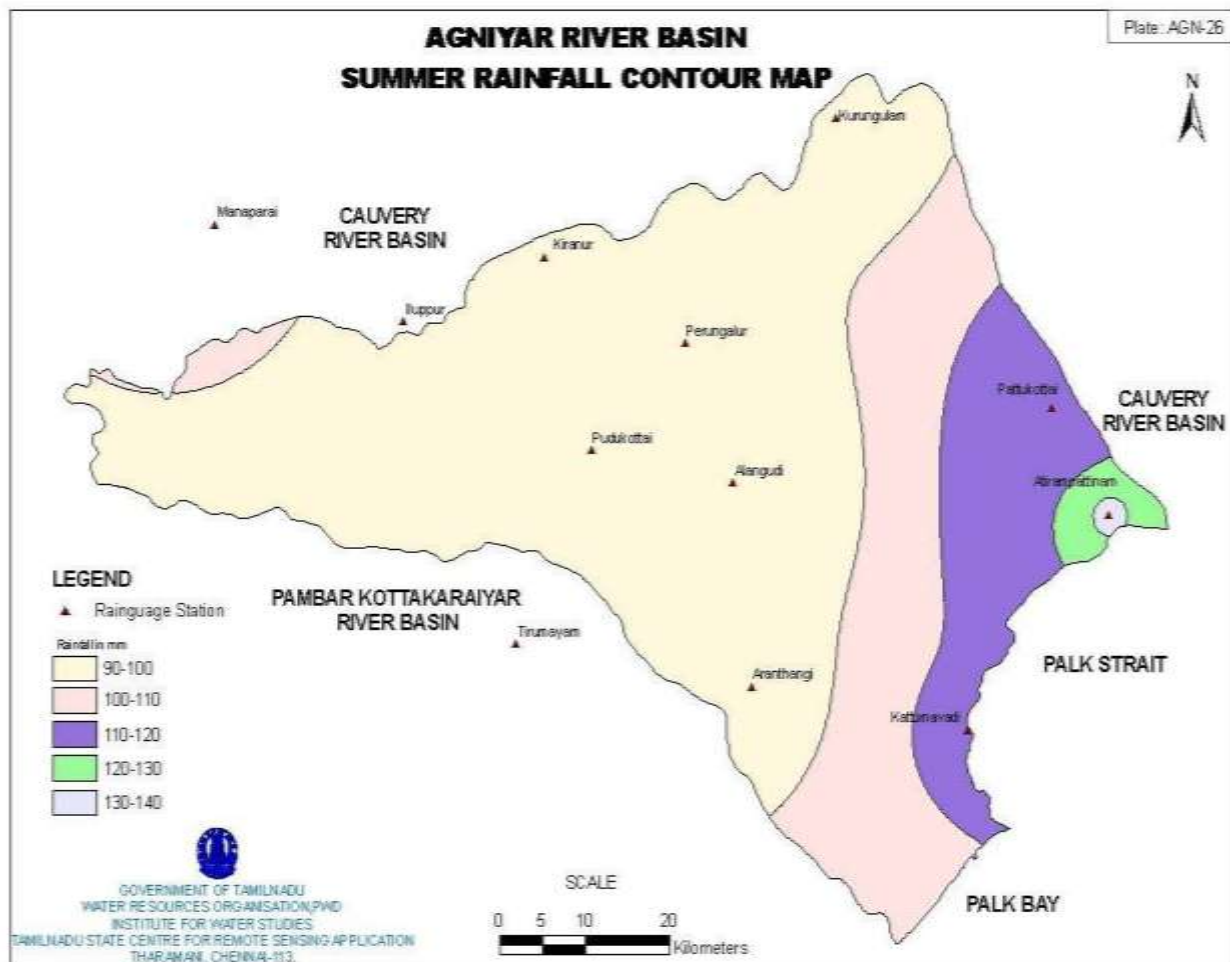 Plate: AGN-26
AGNIYAR RIVER BASIN
SUMMER RAINFALL CONTOUR MAP
N
Kurungulam
Manaparai
CAUVERY
RIVER BASIN
Kiranur
Iluppur
Perungalur
Pattukottai
CAUVERY
RIVER BASIN
Pudukottai
Alangudi
Atirampattinam
LEGEND
Rainguage Station
PAMBAR KOTTAKARAIYAR
RIVER BASIN
Tirumayam
Rainfall in mm
90-100
100-110
110-120
120-130
130-140
PALK STRAIT
Aranthangi
Kattumavadi
GOVERNMENT OF TAMILNADU
WATER RESOURCES ORGANISATION,PWD
INSTITUTE FOR WATER STUDIES
TAMILNADU STATE CENTRE FOR REMOTE SENSING APPLICATION
THARAMANI, CHENNAI-113.
SCALE
0 5 10 20
Kilometers
PALK BAY